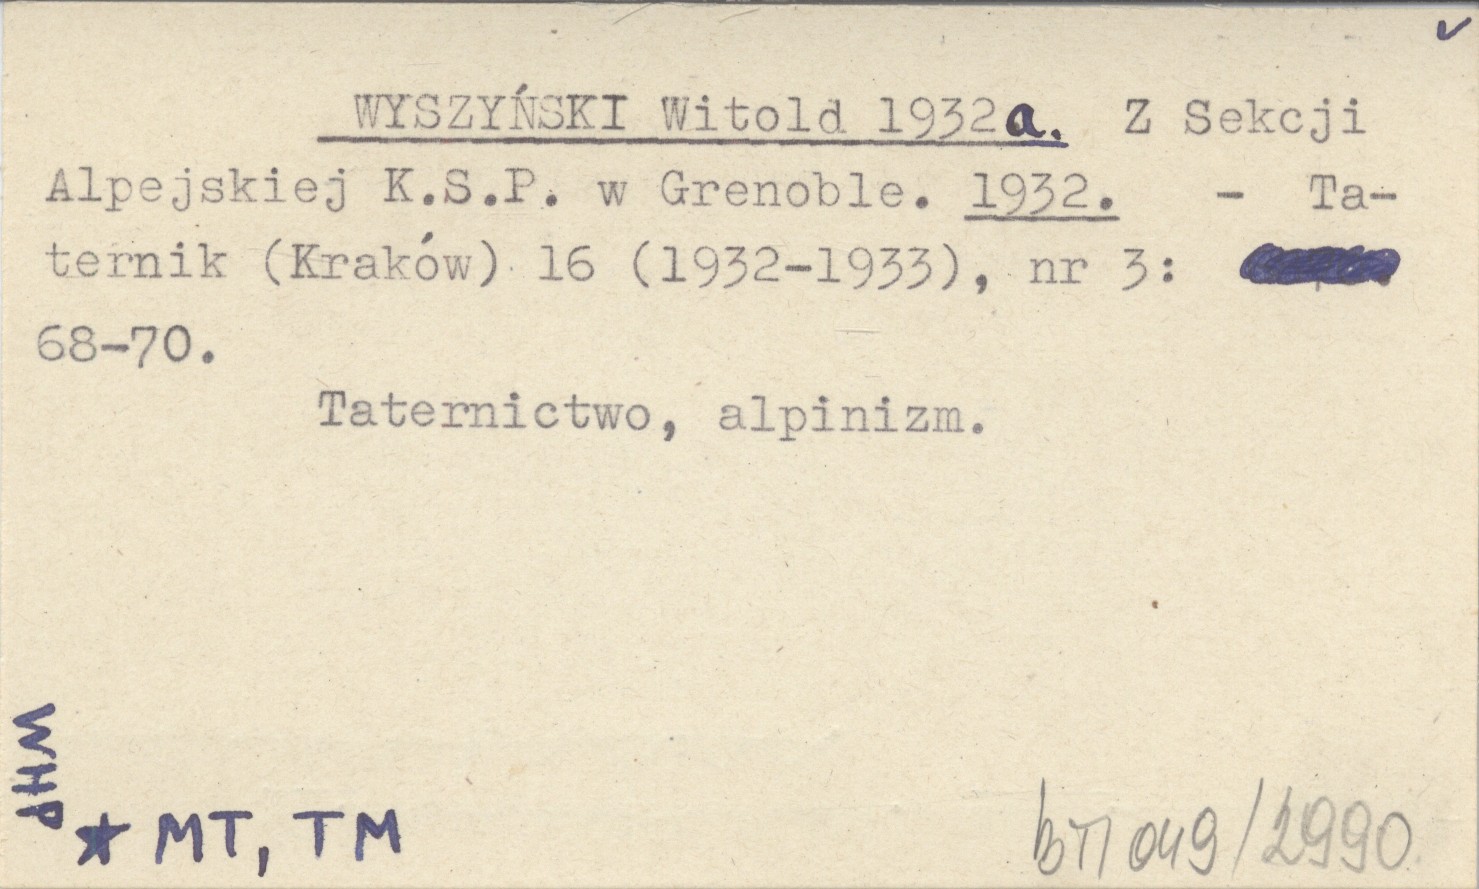 WYSZYŃSKI Witold 1932a. Z Sekcji
Alpejskiej K.S.P. w Grenoble. 1932. - Ta-
ternik (Kraków) 16 (1932-1933), nr 3:
68-70.
Taternictwo, alpinizm.
WHP
★ MT, TM
049/2990